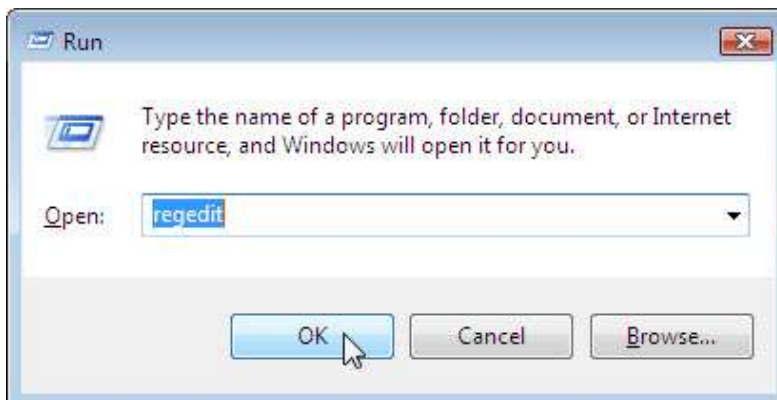 Run
Type the name of a program, folder, document, or Internet
resource, and Windows will open it for you.
Open: regedit
OK Cancel Browse...